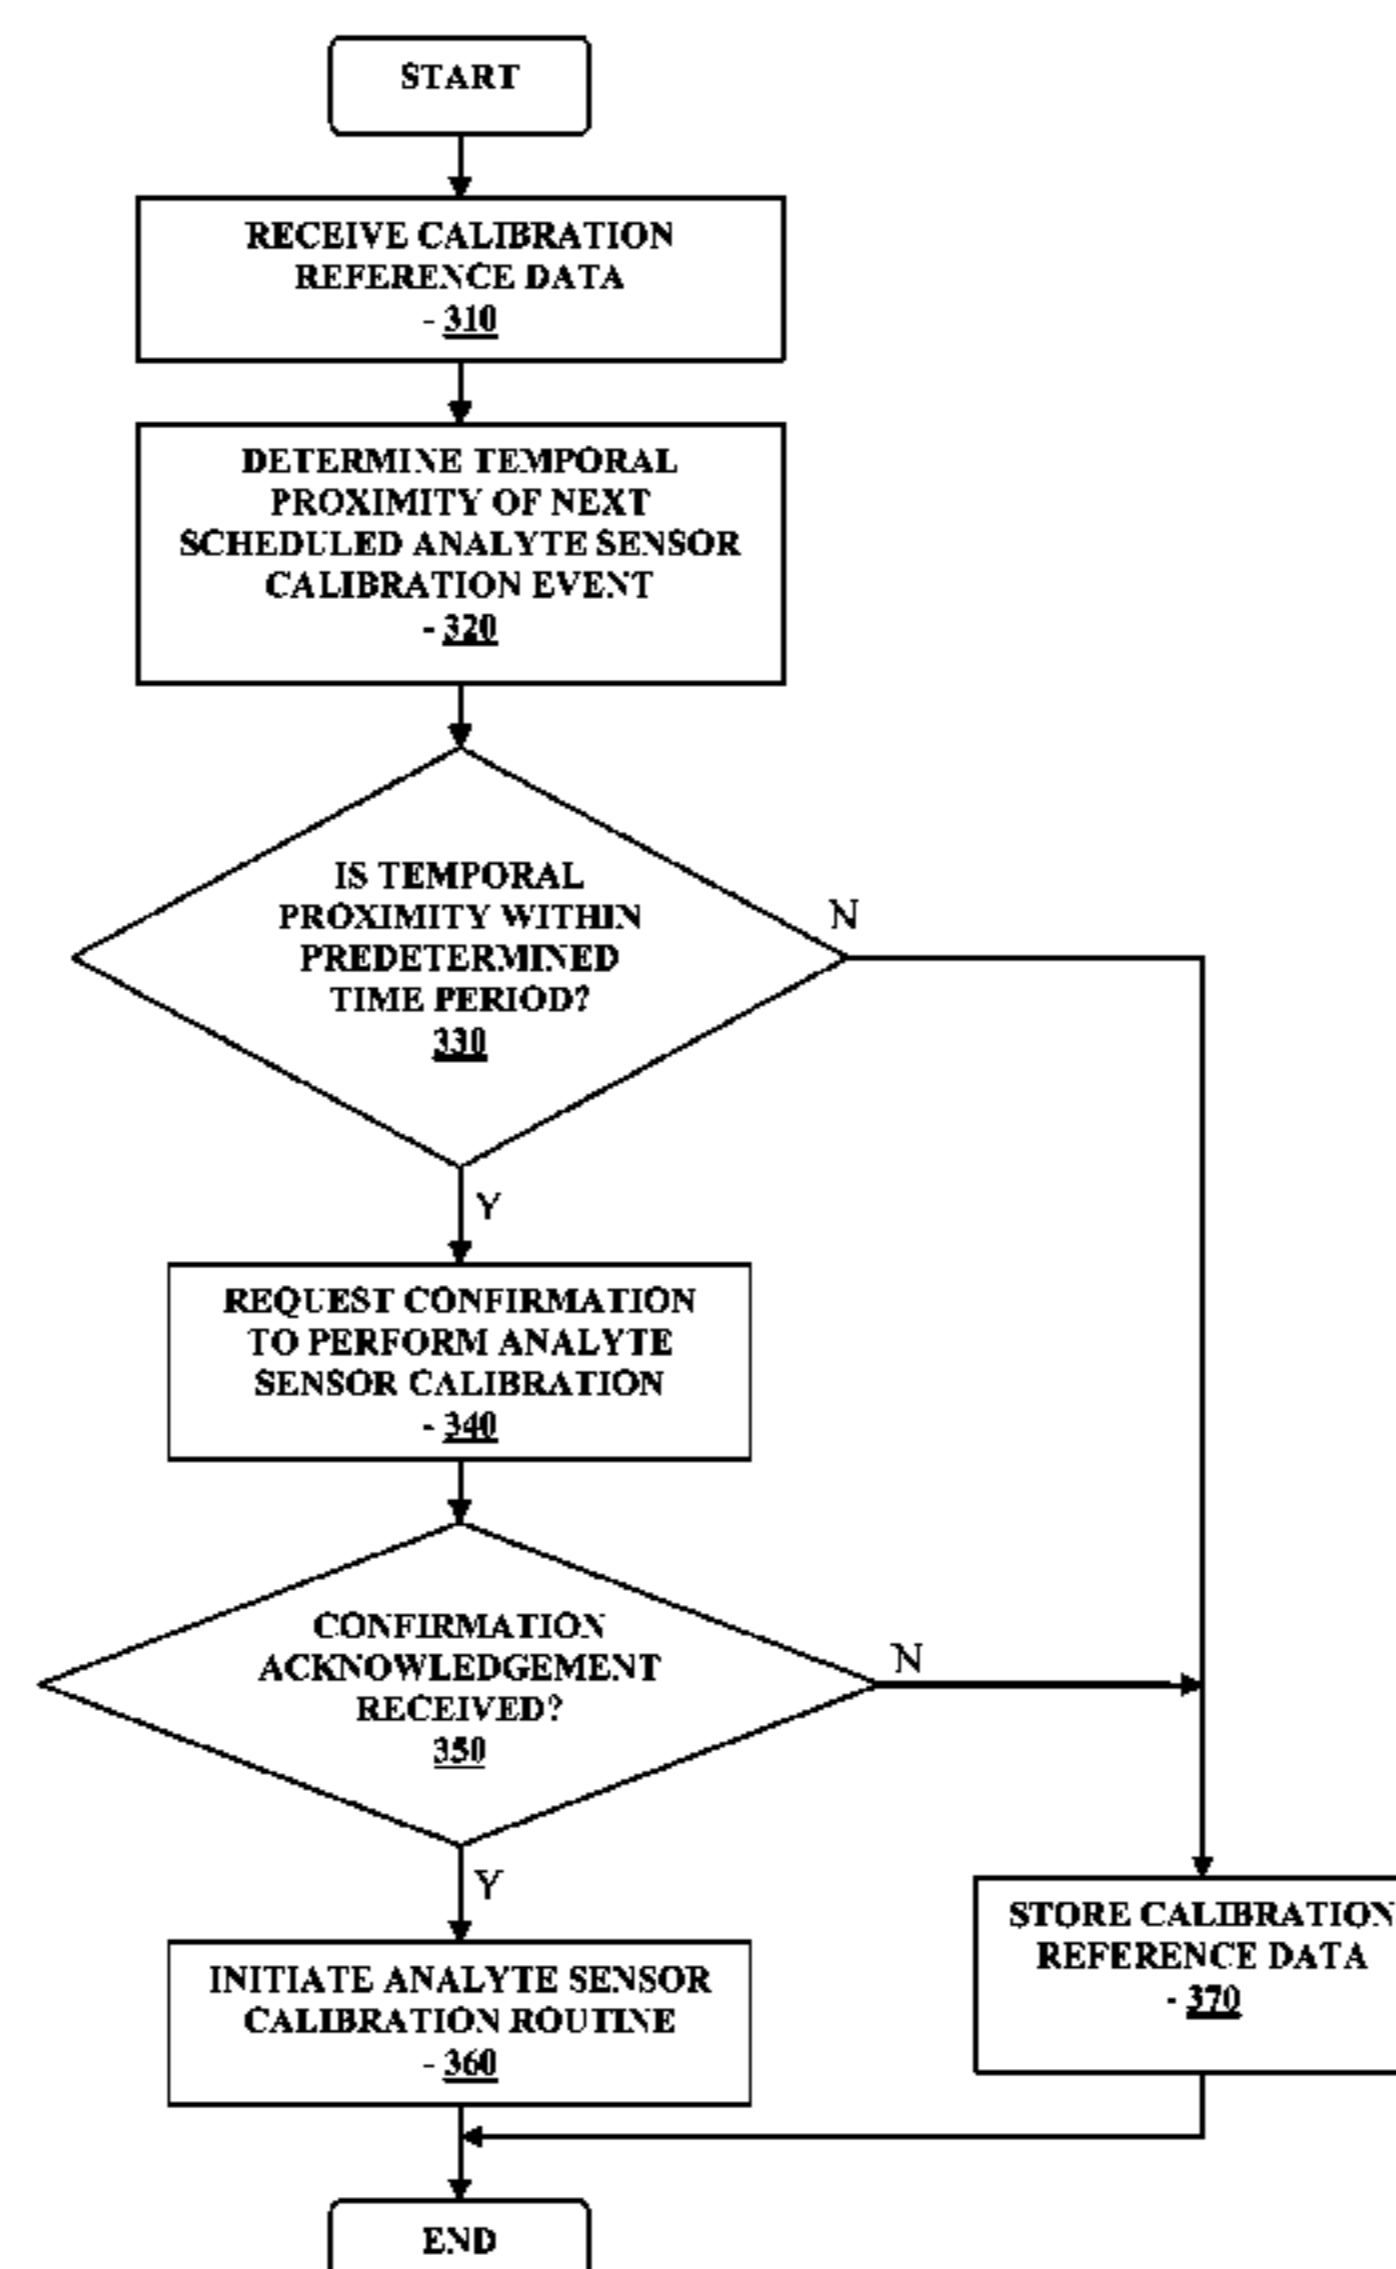 START
RECEIVE CALIBRATION
REFERENCE DATA
- 310
DETERMINE TEMPORAL
PROXIMITY OF NEXT
SCHEDULED ANALYTE SENSOR
CALIBRATION EVENT
- 320
IS TEMPORAL
PROXIMITY WITHIN
PREDETERMINED
TIME PERIOD?
330
N
Y
REQUEST CONFIRMATION
TO PERFORM ANALYTE
SENSOR CALIBRATION
- 340
CONFIRMATION
ACKNOWLEDGEMENT
RECEIVED?
350
N
Y
INITIATE ANALYTE SENSOR
CALIBRATION ROUTINE
- 360
STORE CALIBRATION
REFERENCE DATA
- 370
END